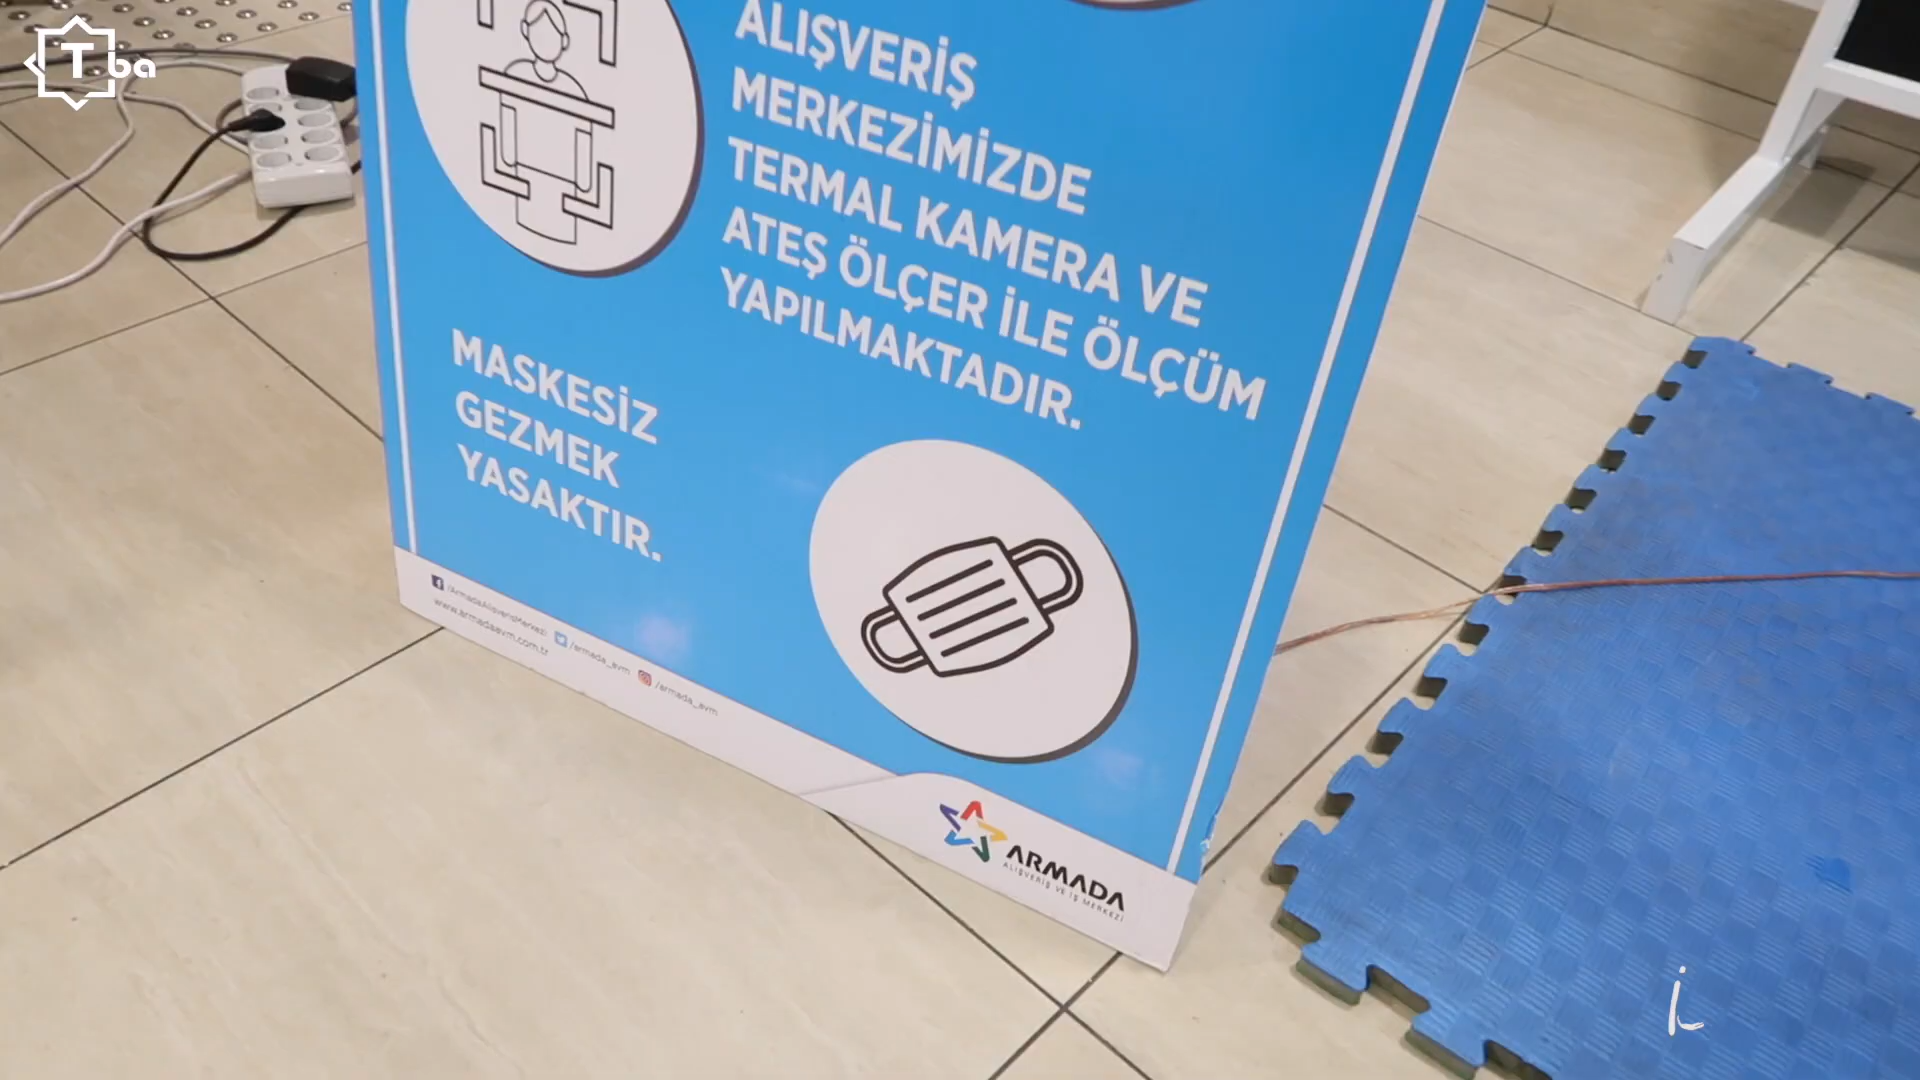 Tba
ALIŞVERİŞ
MERKEZİMİZDE
TERMAL KAMERA VE
ATEŞ ÖLÇER İLE ÖLÇÜM
YAPILMAKTADIR.
MASKESİZ
GEZMEK
YASAKTIR.
/ArmadaAlisverisMerkezi /armada_avm /armada_avm
www.armadaavm.com.tr
ARMADA
ALIŞVERİŞ VE İŞ MERKEZİ